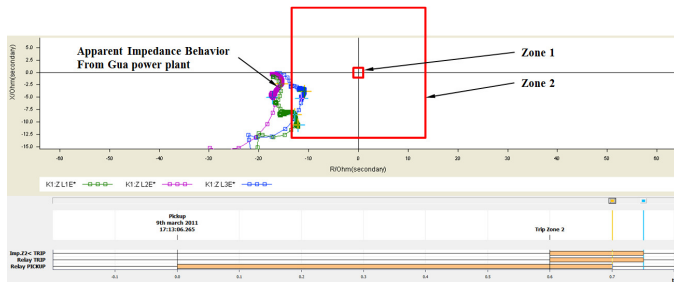 X/Ohm(secondary)
5.0
2.5
0.0
-2.5
-5.0
-7.5
-10.0
-12.5
-15.0
Apparent Impedance Behavior
From Gua power plant
Zone 1
Zone 2
-60 -50 -40 -30 -20 -10 0 10 20 30 40 50 60
R/Ohm(secondary)
K1:Z L1E* K1:Z L2E* K1:Z L3E*
Pickup
9th march 2011
17:13:06.265
Trip Zone 2
Imp.Z2< TRIP
Relay TRIP
Relay PICKUP
-0.1 0.0 0.1 0.2 0.3 0.4 0.5 0.6 0.7 0.8